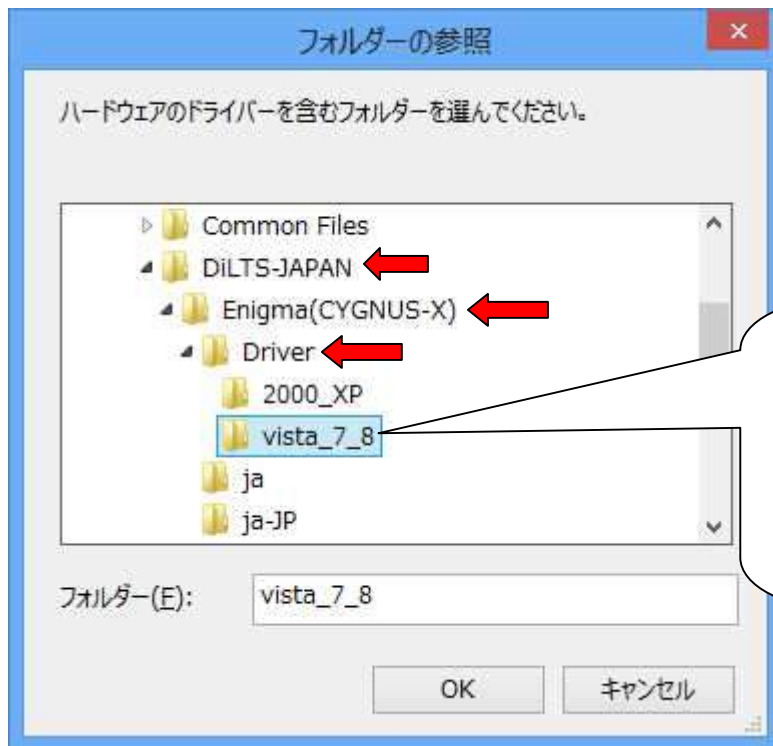 フォルダーの参照
ハードウェアのドライバーを含むフォルダーを選んでください。
Common Files
DiLTS-JAPAN
Enigma(CYGNUS-X)
Driver
2000_XP
vista_7_8
ja
ja-JP
フォルダー(F):
vista_7_8
OK
キャンセル